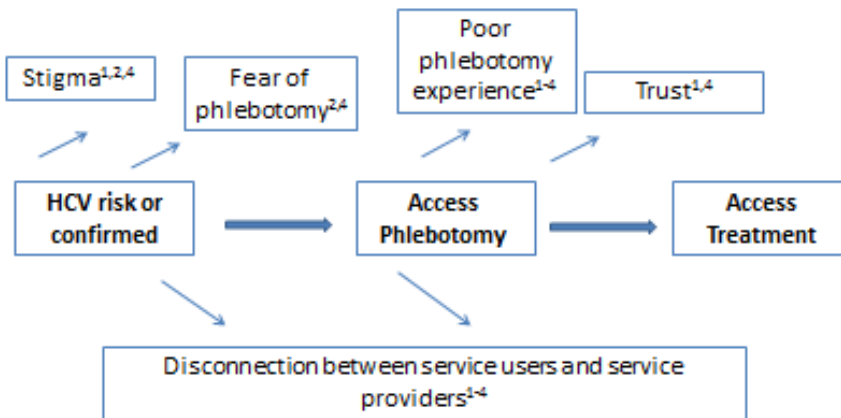 Stigma¹,²,⁴
Fear of
phlebotomy²,⁴
Poor
phlebotomy
experience¹⁻⁴
Trust¹,⁴
HCV risk or
confirmed
Access
Phlebotomy
Access
Treatment
Disconnection between service users and service
providers¹⁻⁴